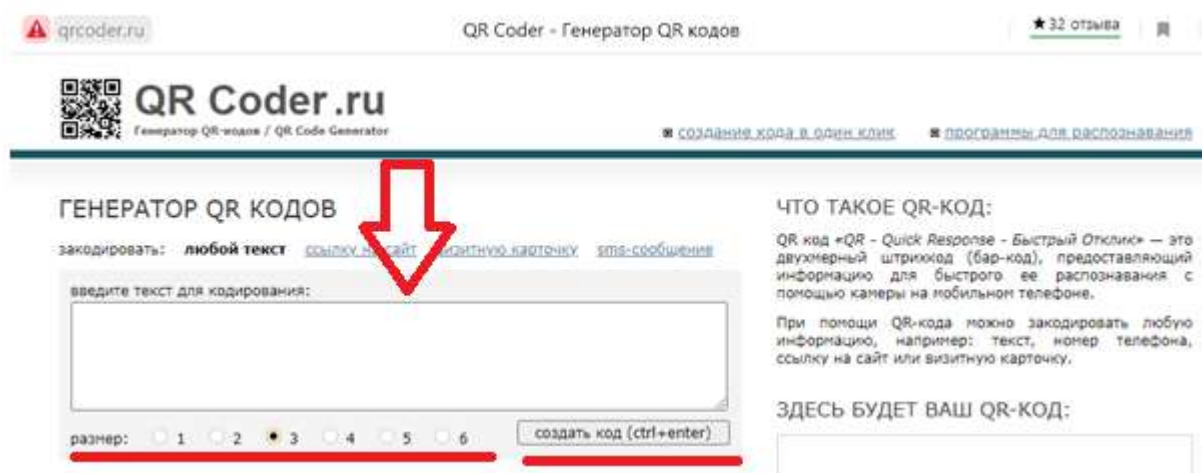 qrcoder.ru
QR Coder - Генератор QR кодов
★32 отзыва
QR Coder.ru
Генератор QR-кодов / QR Code Generator
создание кода в один клик
программы для распознавания
ГЕНЕРАТОР QR КОДОВ
закодировать: любой текст ссылку на сайт визитную карточку sms-сообщение
введите текст для кодирования:
размер: 1 2 3 4 5 6
создать код (ctrl+enter)
ЧТО ТАКОЕ QR-КОД:
QR код «QR - Quick Response - Быстрый Отклик» — это
двухмерный штрихкод (бар-код), предоставляющий
информацию для быстрого ее распознавания с
помощью камеры на мобильном телефоне.
При помощи QR-кода можно закодировать любую
информацию, например: текст, номер телефона,
ссылку на сайт или визитную карточку.
ЗДЕСЬ БУДЕТ ВАШ QR-КОД: